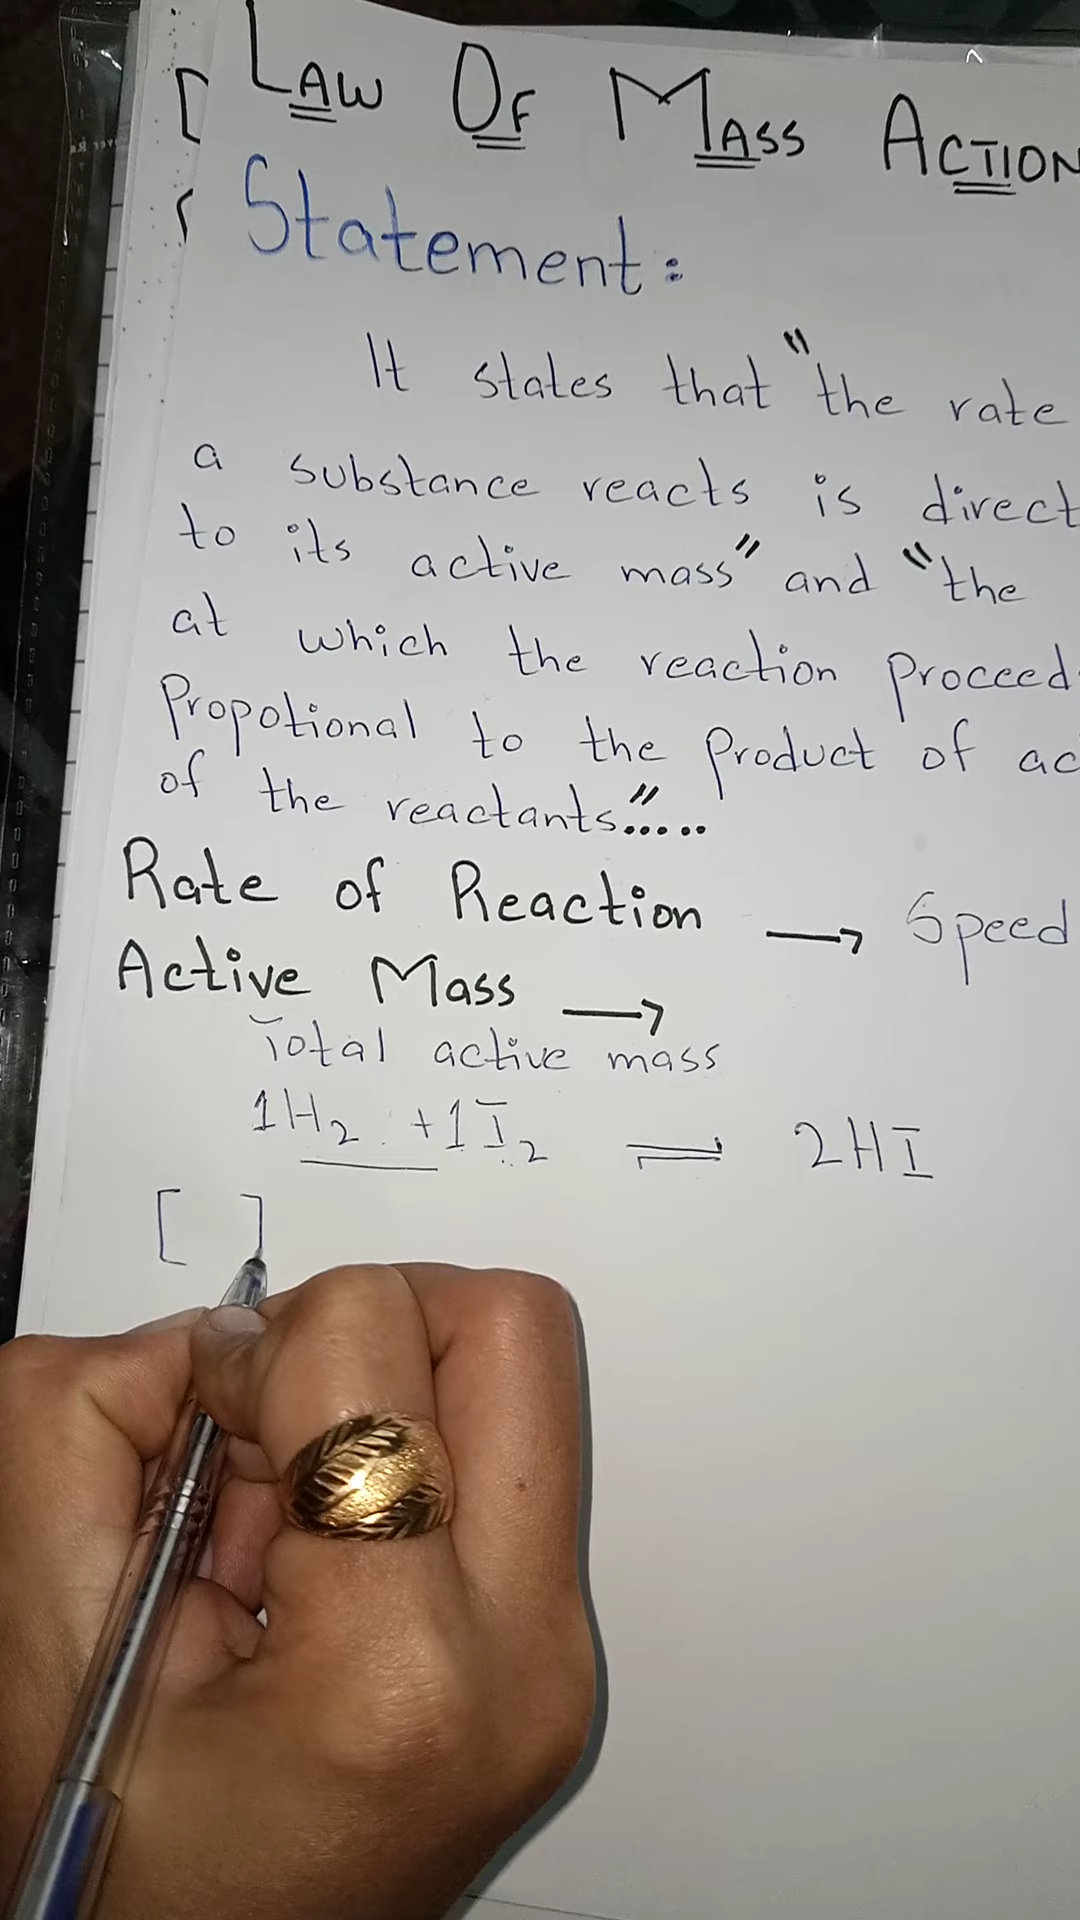 LAW OF MASS ACTION
Statement:
It states that "the rate
a substance reacts is direct
to its active mass" and "the
at which the reaction proceed
Propotional to the product of ac
of the reactants".....
Rate of Reaction → Speed
Active Mass →
Total active mass
1H₂ + 1I₂ ⇌ 2HI
[ ]